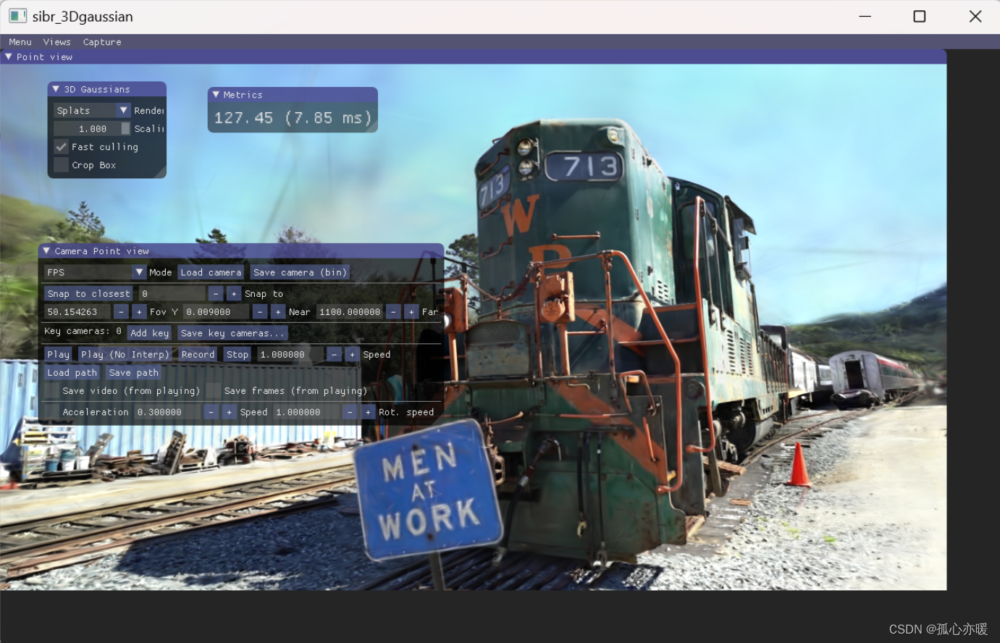 sibr_3Dgaussian
Menu Views Capture
Point view
3D Gaussians
Splats Render
1.000 Scalin
Fast culling
Crop Box
Metrics
127.45 (7.85 ms)
713
713
W
P
Camera Point view
FPS Mode Load camera Save camera (bin)
Snap to closest 0 - + Snap to
50.154263 - + Fov Y 0.009000 - + Near 1100.000000 - + Far
Key cameras: 0 Add key Save key cameras...
Play Play (No Interp) Record Stop 1.000000 - + Speed
Load path Save path
Save video (from playing) Save frames (from playing)
Acceleration 0.300000 - + Speed 1.000000 - + Rot. speed
MEN
AT
WORK
CSDN @孤心亦暖